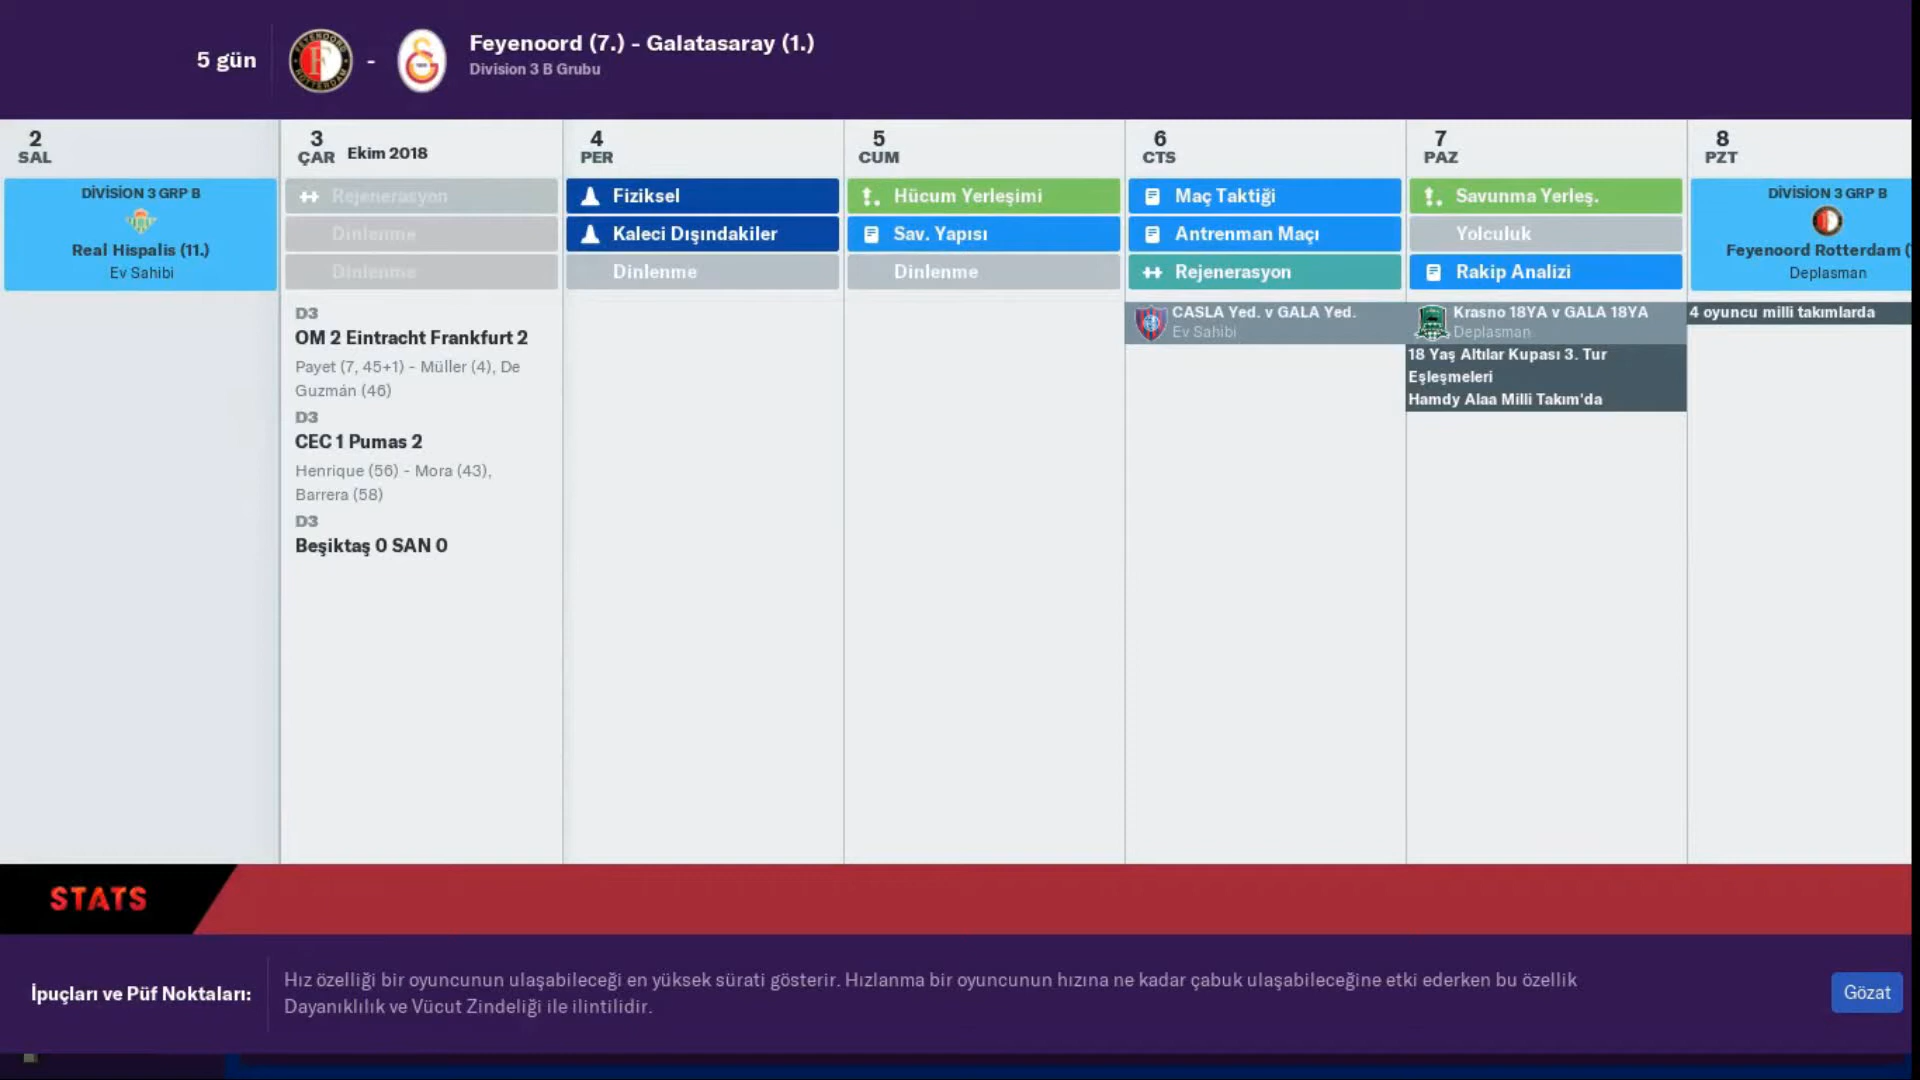 5 gün
-
Feyenoord (7.) - Galatasaray (1.)
Division 3 B Grubu
2
SAL
DİVİSİON 3 GRP B
Real Hispalis (11.)
Ev Sahibi
3
ÇAR
Ekim 2018
Rejenerasyon
Dinlenme
Dinlenme
D3
OM 2 Eintracht Frankfurt 2
Payet (7, 45+1) - Müller (4), De
Guzmán (46)
D3
CEC 1 Pumas 2
Henrique (56) - Mora (43),
Barrera (58)
D3
Beşiktaş 0 SAN 0
4
PER
Fiziksel
Kaleci Dışındakiler
Dinlenme
5
CUM
Hücum Yerleşimi
Sav. Yapısı
Dinlenme
6
CTS
Maç Taktiği
Antrenman Maçı
Rejenerasyon
CASLA Yed. v GALA Yed.
Ev Sahibi
7
PAZ
Savunma Yerleş.
Yolculuk
Rakip Analizi
Krasno 18YA v GALA 18YA
Deplasman
18 Yaş Altılar Kupası 3. Tur
Eşleşmeleri
Hamdy Alaa Milli Takım'da
8
PZT
DİVİSİON 3 GRP B
Feyenoord Rotterdam (
Deplasman
4 oyuncu milli takımlarda
STATS
İpuçları ve Püf Noktaları:
Hız özelliği bir oyuncunun ulaşabileceği en yüksek sürati gösterir. Hızlanma bir oyuncunun hızına ne kadar çabuk ulaşabileceğine etki ederken bu özellik
Dayanıklılık ve Vücut Zindeliği ile ilintilidir.
Gözat